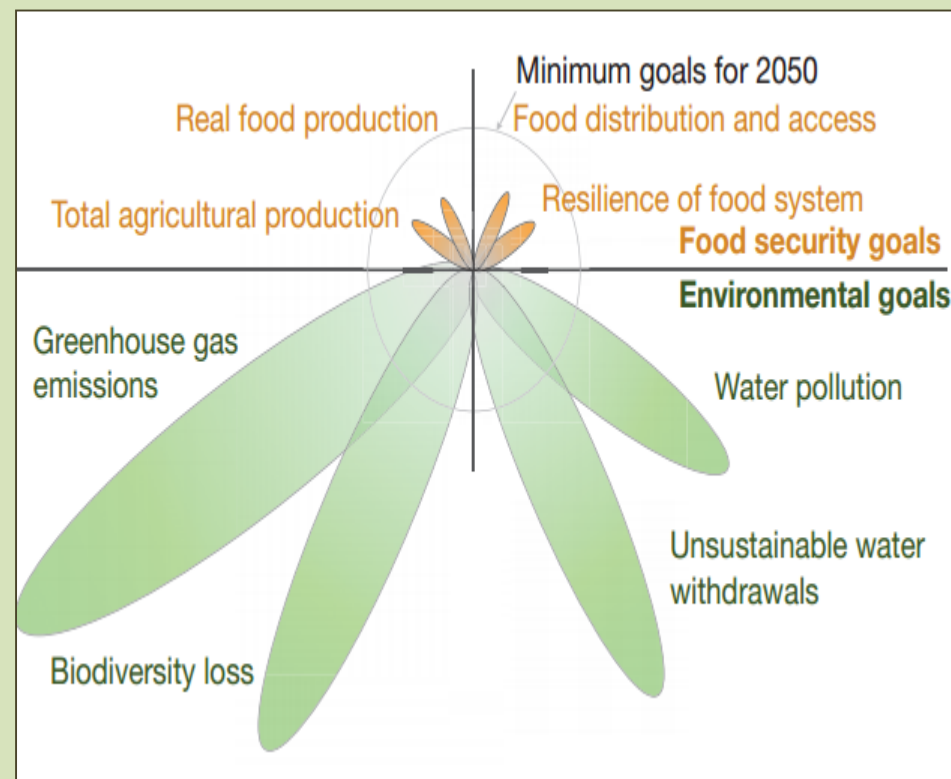 Minimum goals for 2050
Real food production
Food distribution and access
Total agricultural production
Resilience of food system
Food security goals
Environmental goals
Greenhouse gas
emissions
Water pollution
Unsustainable water
withdrawals
Biodiversity loss